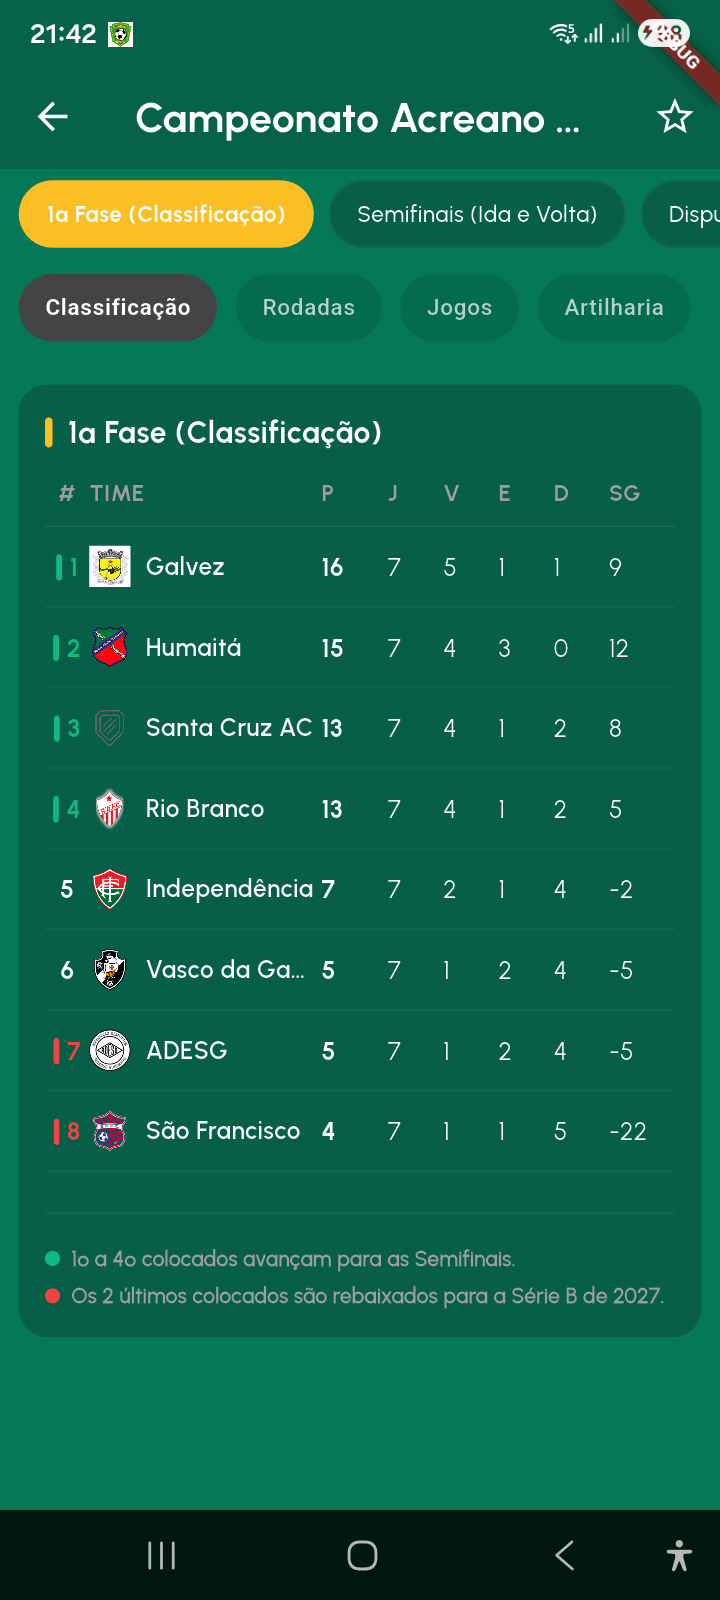 21:42
Campeonato Acreano ...
1a Fase (Classificação) Semifinais (Ida e Volta)
Classificação Rodadas Jogos Artilharia
1a Fase (Classificação)
# TIME P J V E D SG
1 Galvez 16 7 5 1 1 9
2 Humaitá 15 7 4 3 0 12
3 Santa Cruz AC 13 7 4 1 2 8
4 Rio Branco 13 7 4 1 2 5
5 Independência 7 7 2 1 4 -2
6 Vasco da Ga... 5 7 1 2 4 -5
7 ADESG 5 7 1 2 4 -5
8 São Francisco 4 7 1 1 5 -22
1o a 4o colocados avançam para as Semifinais.
Os 2 últimos colocados são rebaixados para a Série B de 2027.